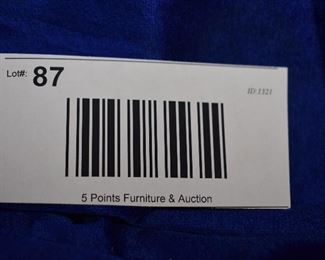 Lot#: 87
ID:1321
5 Points Furniture & Auction